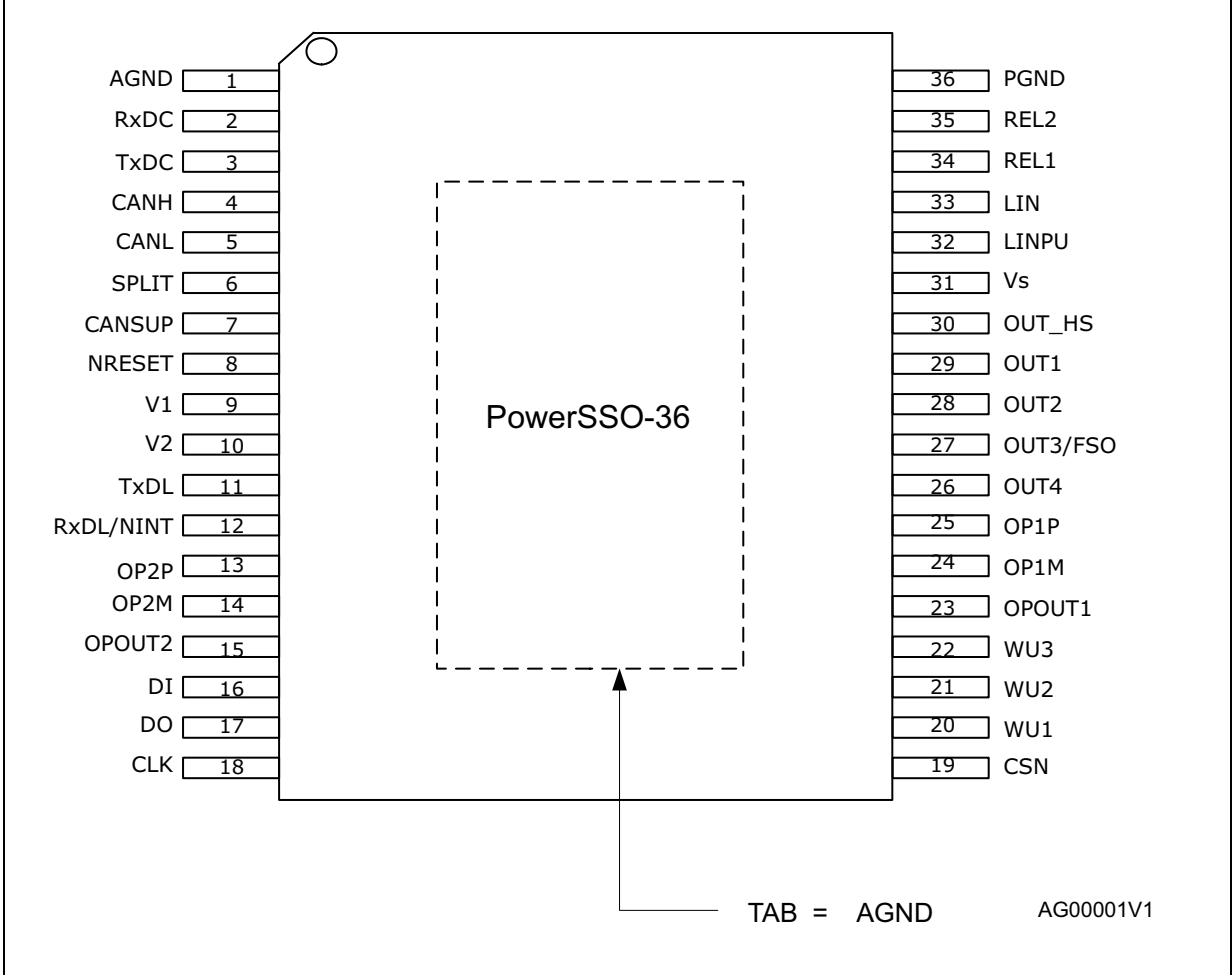 AGND 1 36 PGND
RxDC 2 35 REL2
TxDC 3 34 REL1
CANH 4 33 LIN
CANL 5 32 LINPU
SPLIT 6 31 Vs
CANSUP 7 30 OUT_HS
NRESET 8 29 OUT1
V1 9 28 OUT2
V2 10 27 OUT3/FSO
TxDL 11 26 OUT4
RxDL/NINT 12 25 OP1P
OP2P 13 24 OP1M
OP2M 14 23 OPOUT1
OPOUT2 15 22 WU3
DI 16 21 WU2
DO 17 20 WU1
CLK 18 19 CSN
PowerSSO-36
TAB = AGND
AG00001V1